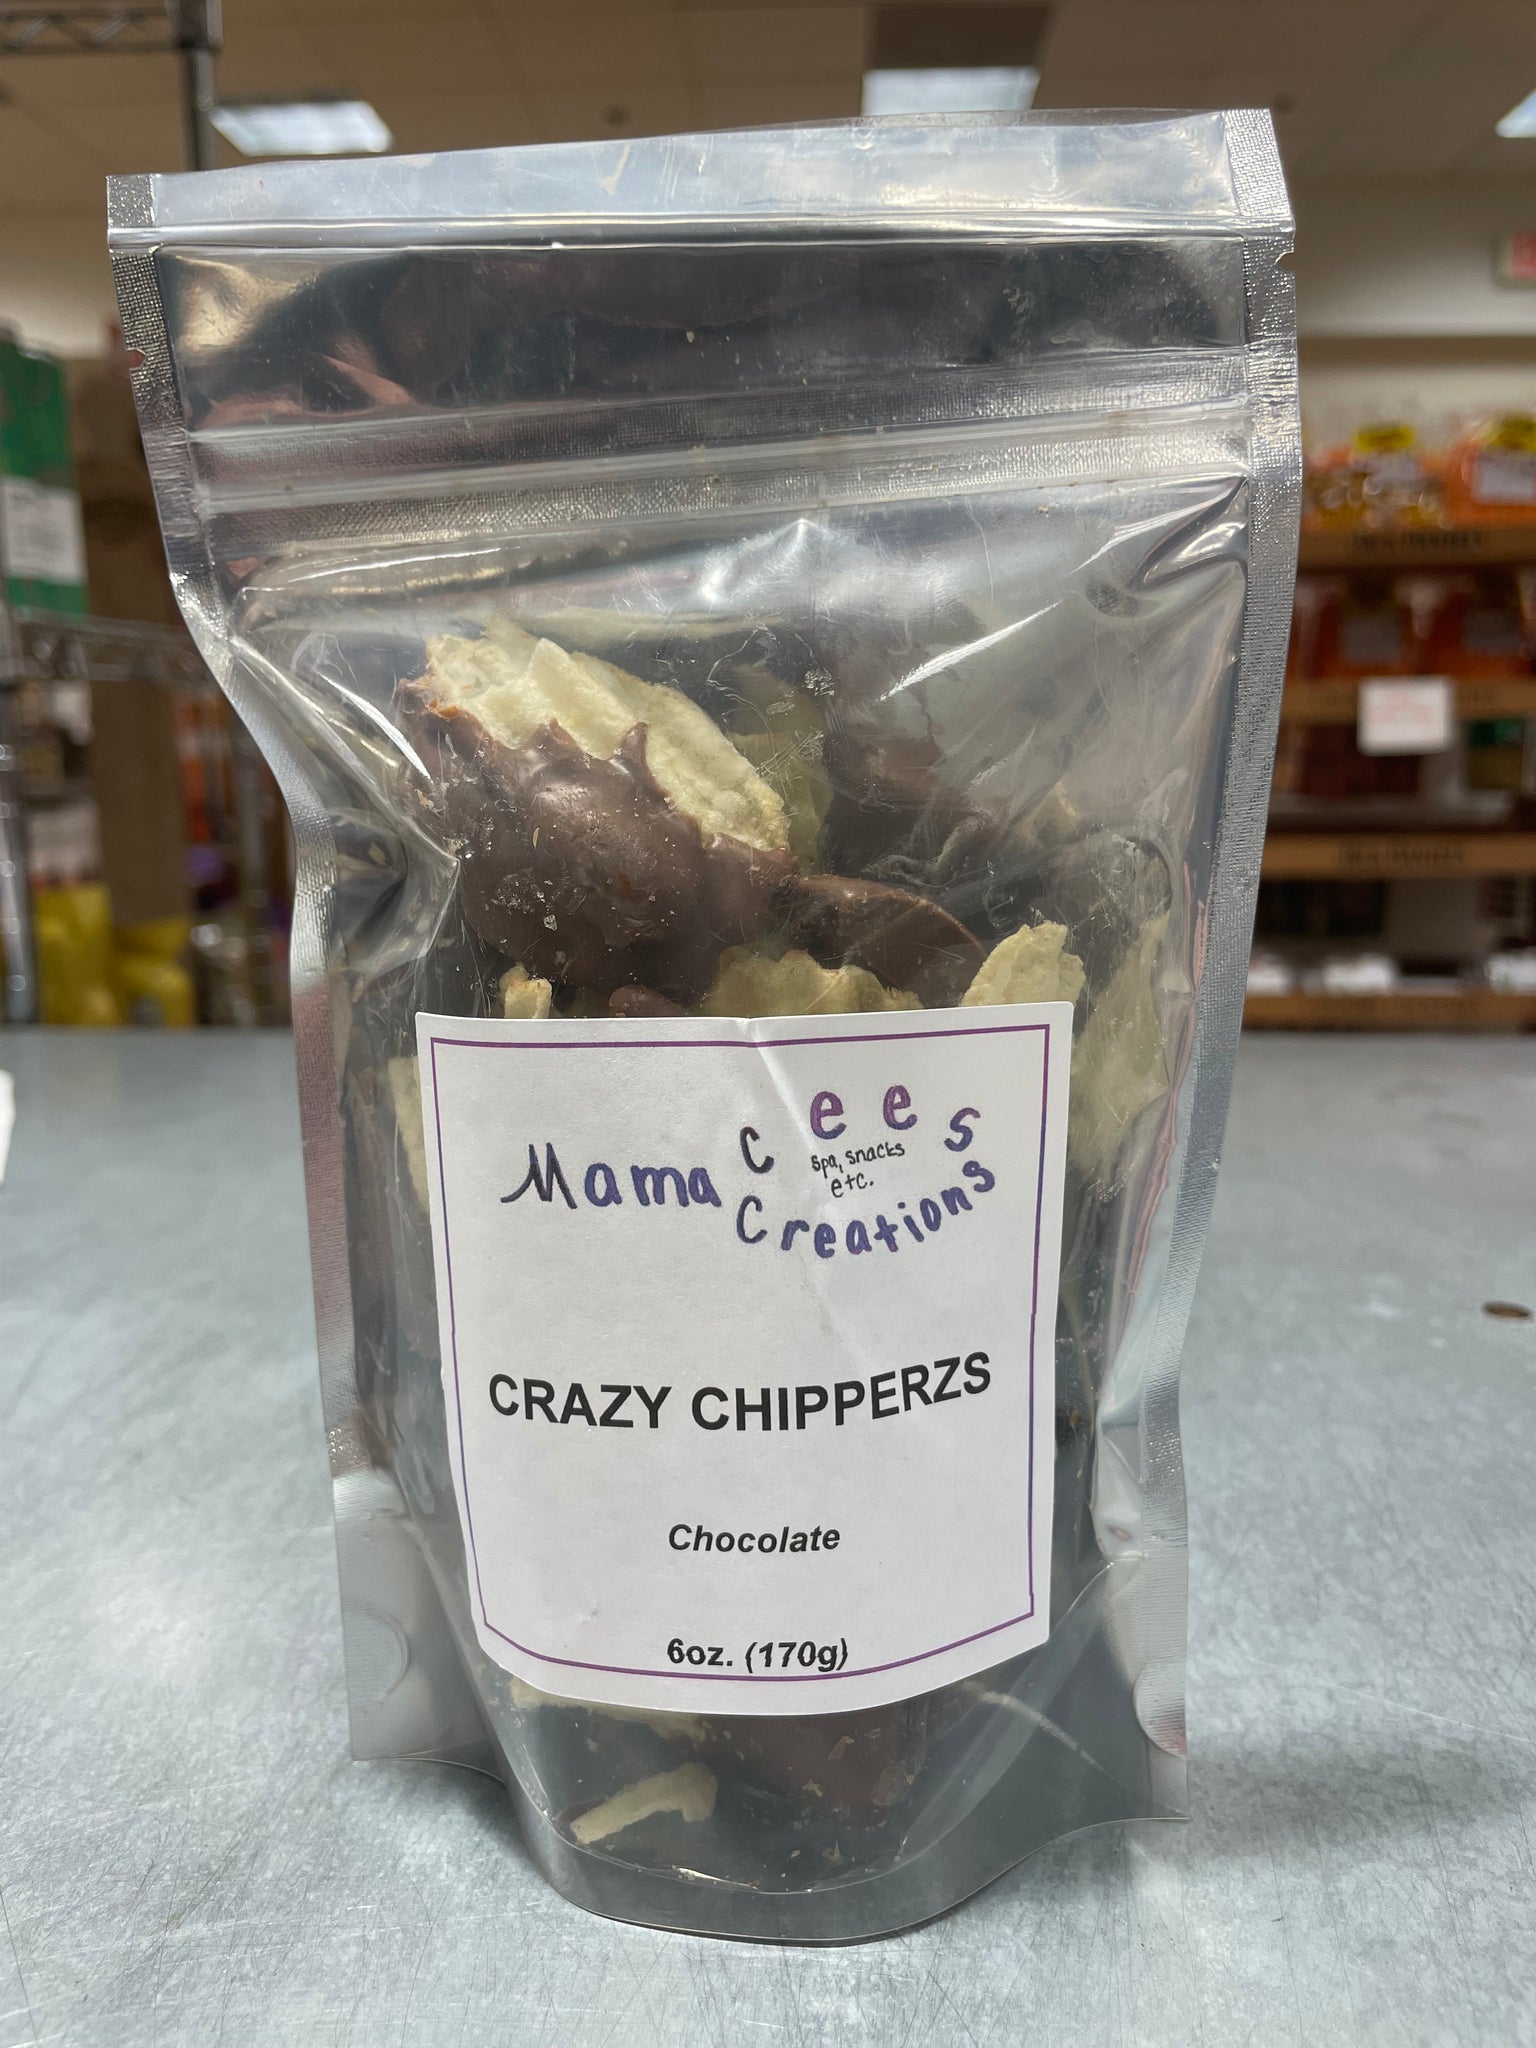 Mama Cees
spa, snacks
etc.
Creations
CRAZY CHIPPERZS
Chocolate
6oz. (170g)